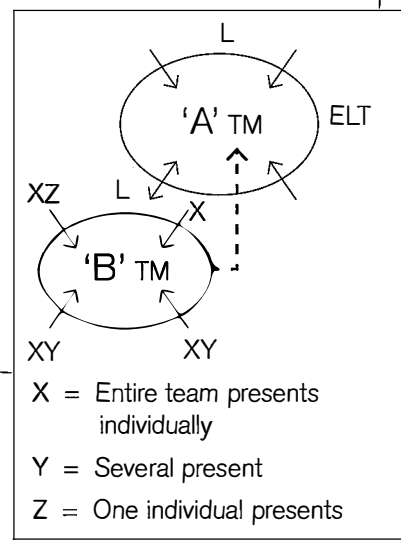 L
'A' TM
ELT
L
XZ
X
'B' TM
XY
XY
X = Entire team presents
individually
Y = Several present
Z = One individual presents